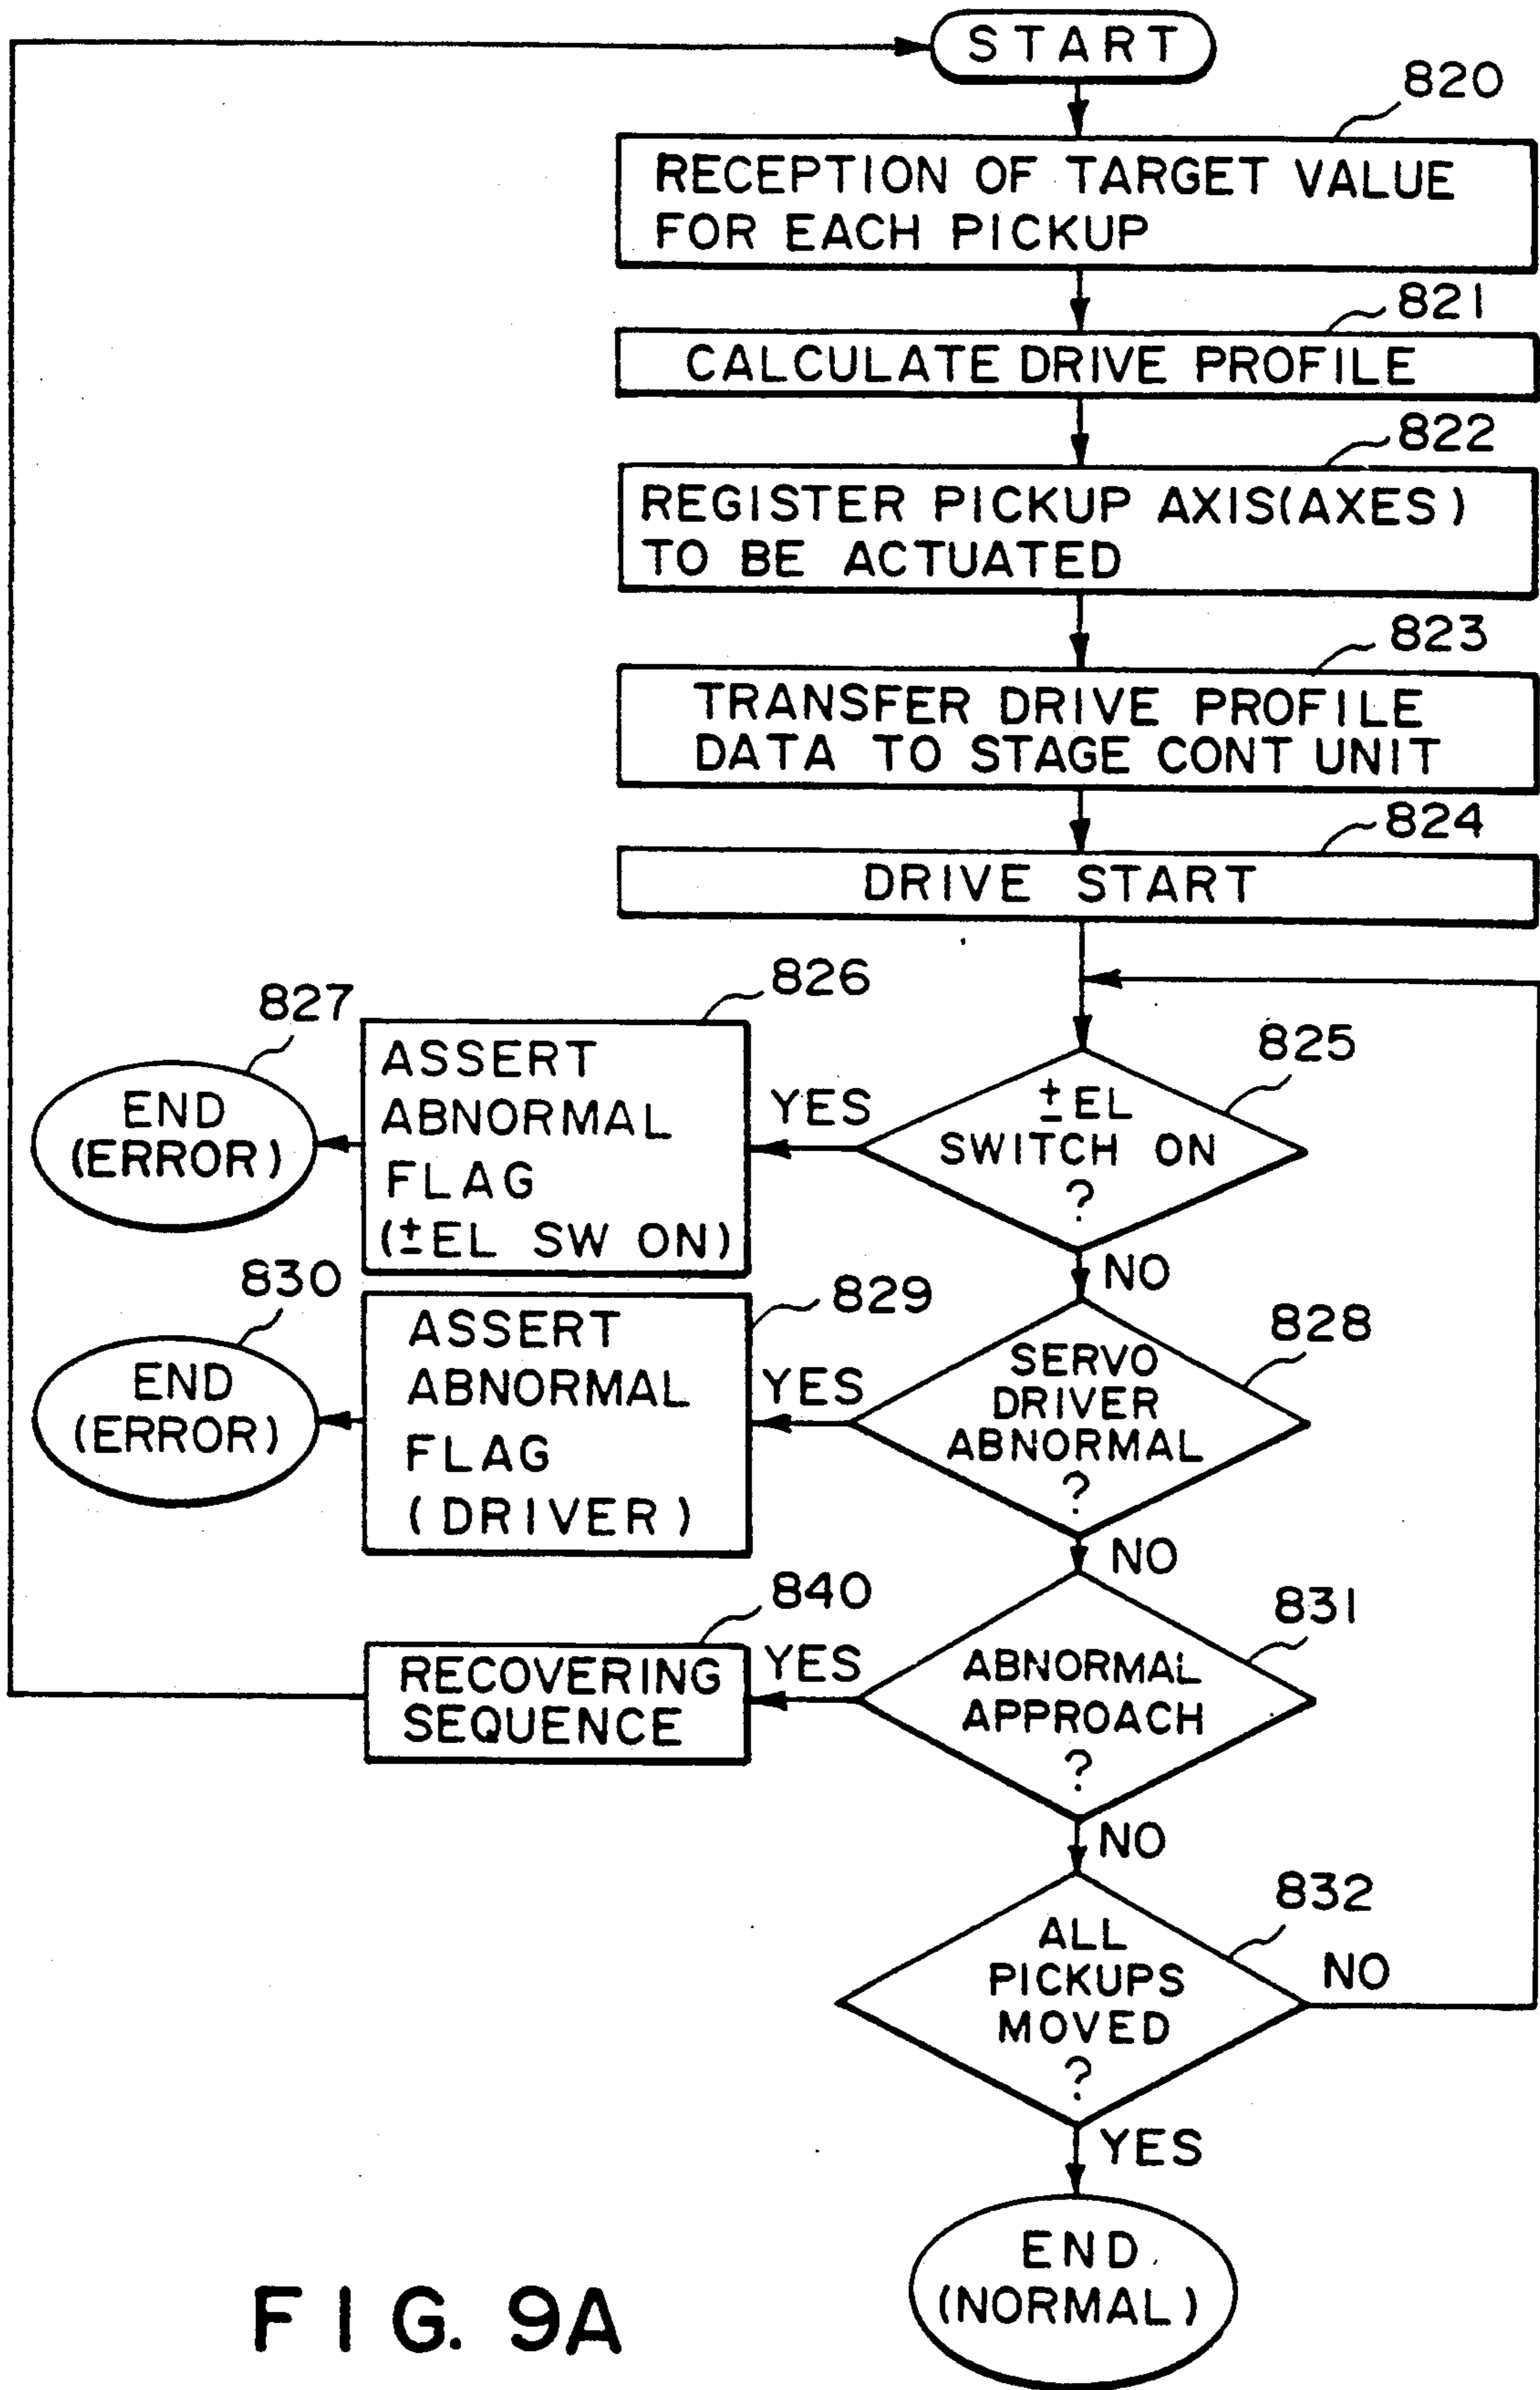 START
820
RECEPTION OF TARGET VALUE
FOR EACH PICKUP
821
CALCULATE DRIVE PROFILE
822
REGISTER PICKUP AXIS(AXES)
TO BE ACTUATED
823
TRANSFER DRIVE PROFILE
DATA TO STAGE CONT UNIT
824
DRIVE START
825
±EL
SWITCH ON
?
YES
826
ASSERT
ABNORMAL
FLAG
(±EL SW ON)
827
END
(ERROR)
NO
828
SERVO
DRIVER
ABNORMAL
?
YES
829
ASSERT
ABNORMAL
FLAG
(DRIVER)
830
END
(ERROR)
NO
831
ABNORMAL
APPROACH
?
YES
840
RECOVERING
SEQUENCE
NO
832
ALL
PICKUPS
MOVED
?
NO
YES
END
(NORMAL)
FIG. 9A